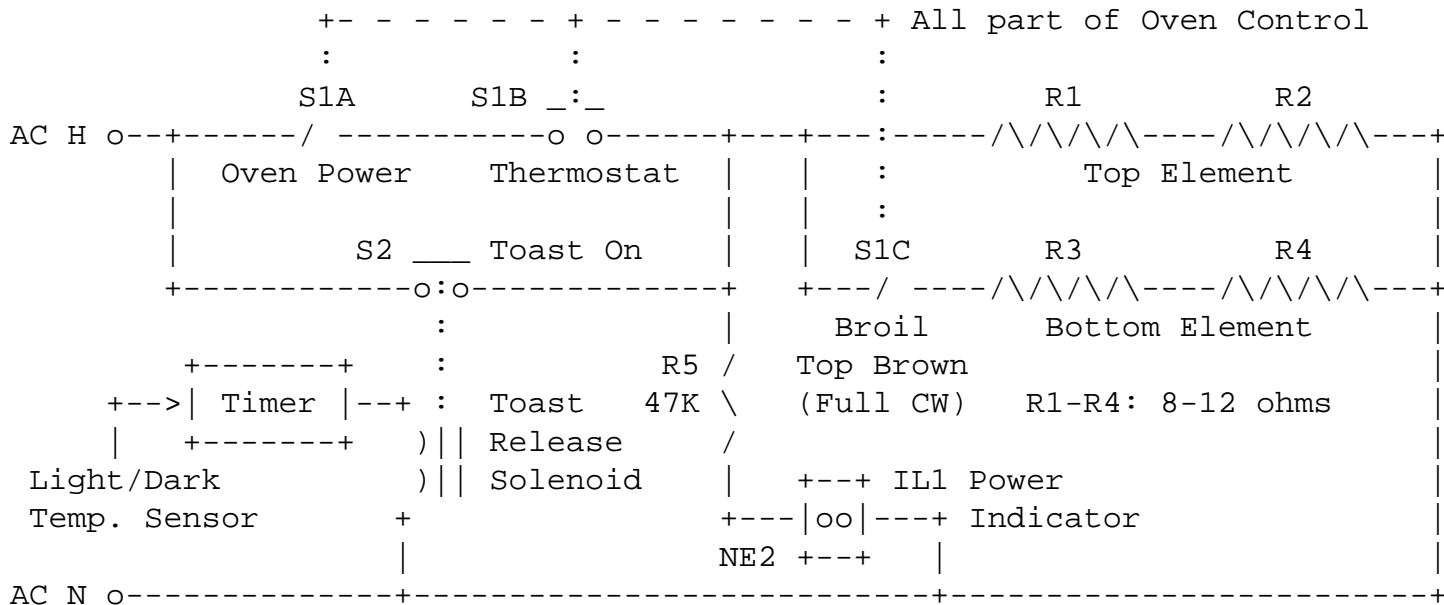 +- - - - - - + - - - - - - - + All part of Oven Control
S1A S1B _:_ : R1 R2
AC H o--+------/ -----------o o------+---+---:-----/\/\/\/\----/\/\/\/\---+
| Oven Power Thermostat | | : Top Element |
| | | : |
| S2 ___ Toast On | | S1C R3 R4 |
+------------o:o-------------+ +---/ ----/\/\/\/\----/\/\/\/\---+
: | Broil Bottom Element |
+-------+ : R5 / Top Brown |
+-->| Timer |--+ : Toast 47K \ (Full CW) R1-R4: 8-12 ohms |
| +-------+ )|| Release / |
Light/Dark )|| Solenoid | +--+ IL1 Power |
Temp. Sensor + +---|oo|---+ Indicator |
| NE2 +--+ | |
AC N o--------------+--------------------------+------------------------+